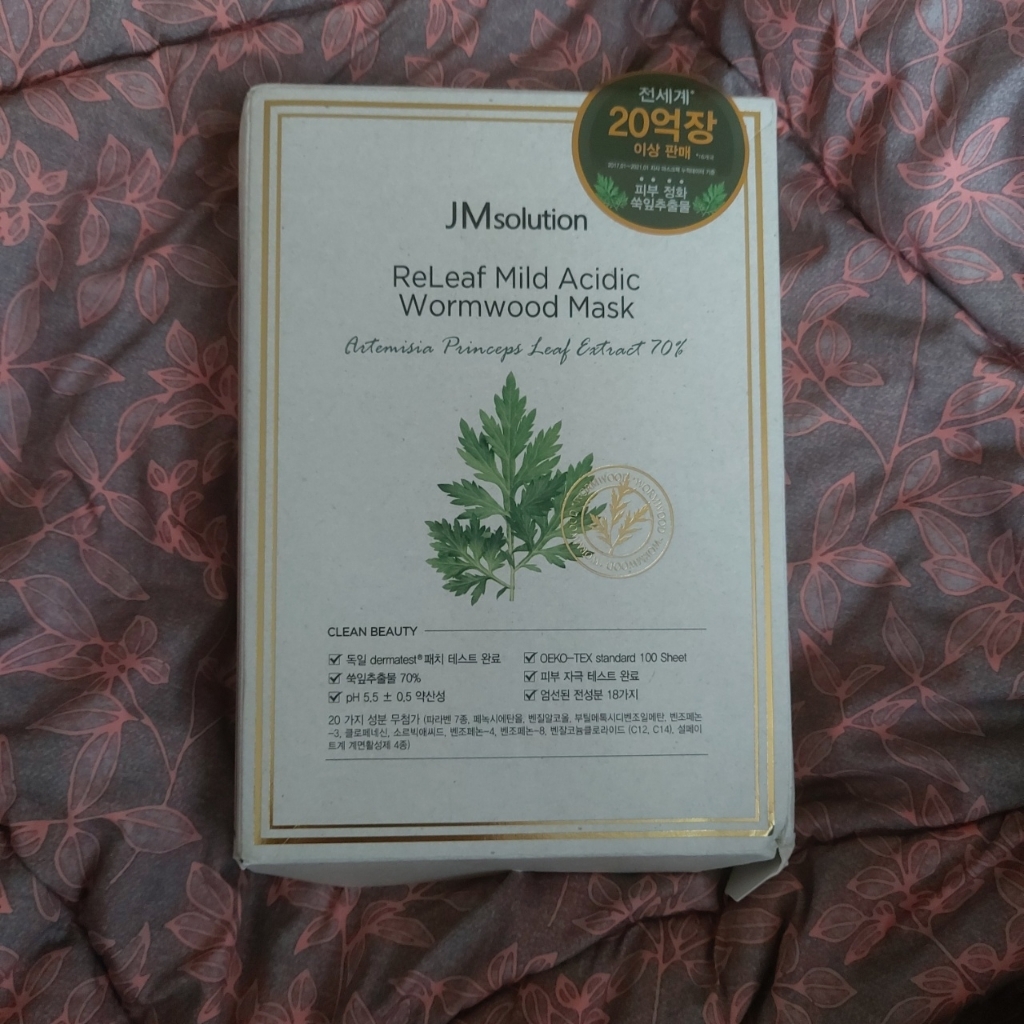 전세계*
20억장
이상 판매
피부 정화
쑥잎추출물
JMsolution
ReLeaf Mild Acidic
Wormwood Mask
Artemisia Princeps Leaf Extract 70%
CLEAN BEAUTY
독일 dermatest® 패치 테스트 완료
OEKO-TEX standard 100 Sheet
쑥잎추출물 70%
피부 자극 테스트 완료
pH 5.5 ± 0.5 약산성
엄선된 전성분 18가지
20 가지 성분 무첨가 (파라벤 7종, 페녹시에탄올, 벤질알코올, 부틸메톡시디벤조일메탄, 벤조페논
-3, 클로페네신, 소르빅애씨드, 벤조페논-4, 벤조페논-8, 벤잘코늄클로라이드 (C12, C14), 설페이
트계 계면활성제 4종)